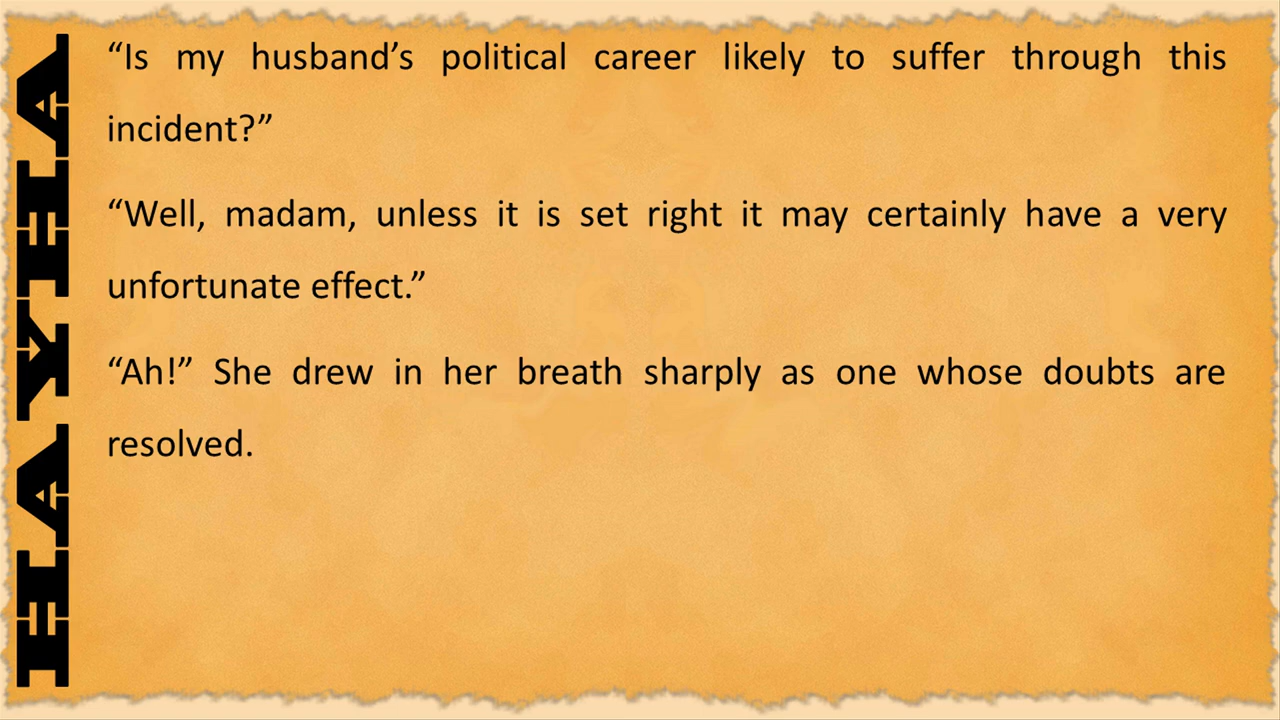 HAYHA
“Is my husband’s political career likely to suffer through this
incident?”
“Well, madam, unless it is set right it may certainly have a very
unfortunate effect.”
“Ah!” She drew in her breath sharply as one whose doubts are
resolved.